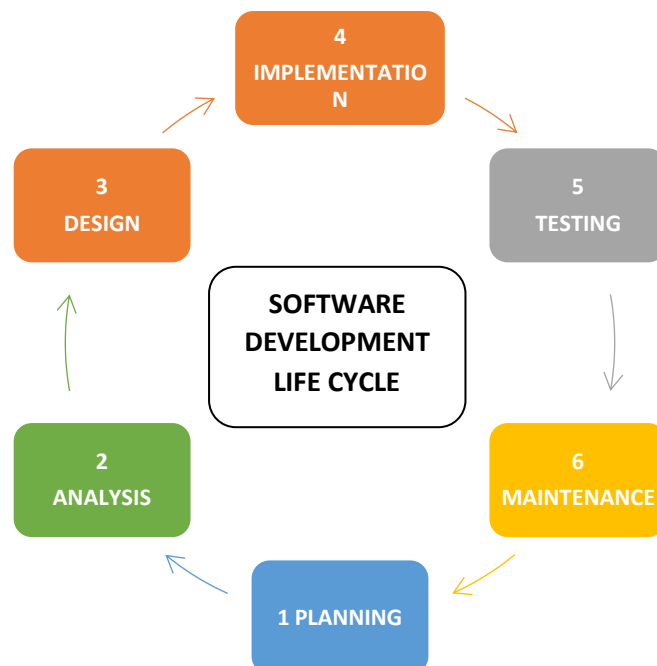 4
IMPLEMENTATIO
N
3
DESIGN
5
TESTING
SOFTWARE
DEVELOPMENT
LIFE CYCLE
2
ANALYSIS
6
MAINTENANCE
1 PLANNING